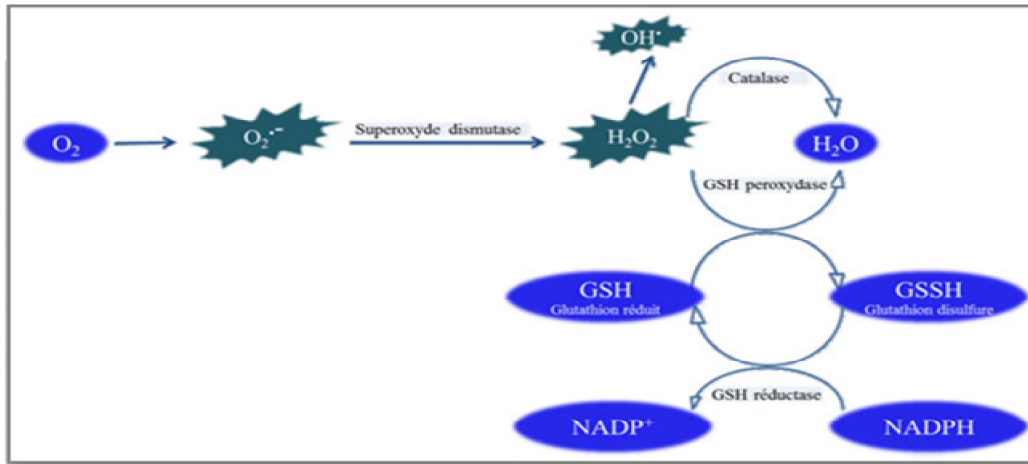 OH•
Catalase
O₂
O₂•⁻
Superoxyde dismutase
H₂O₂
H₂O
GSH peroxydase
GSH
Glutathion réduit
GSSH
Glutathion disulfure
GSH réductase
NADP⁺
NADPH